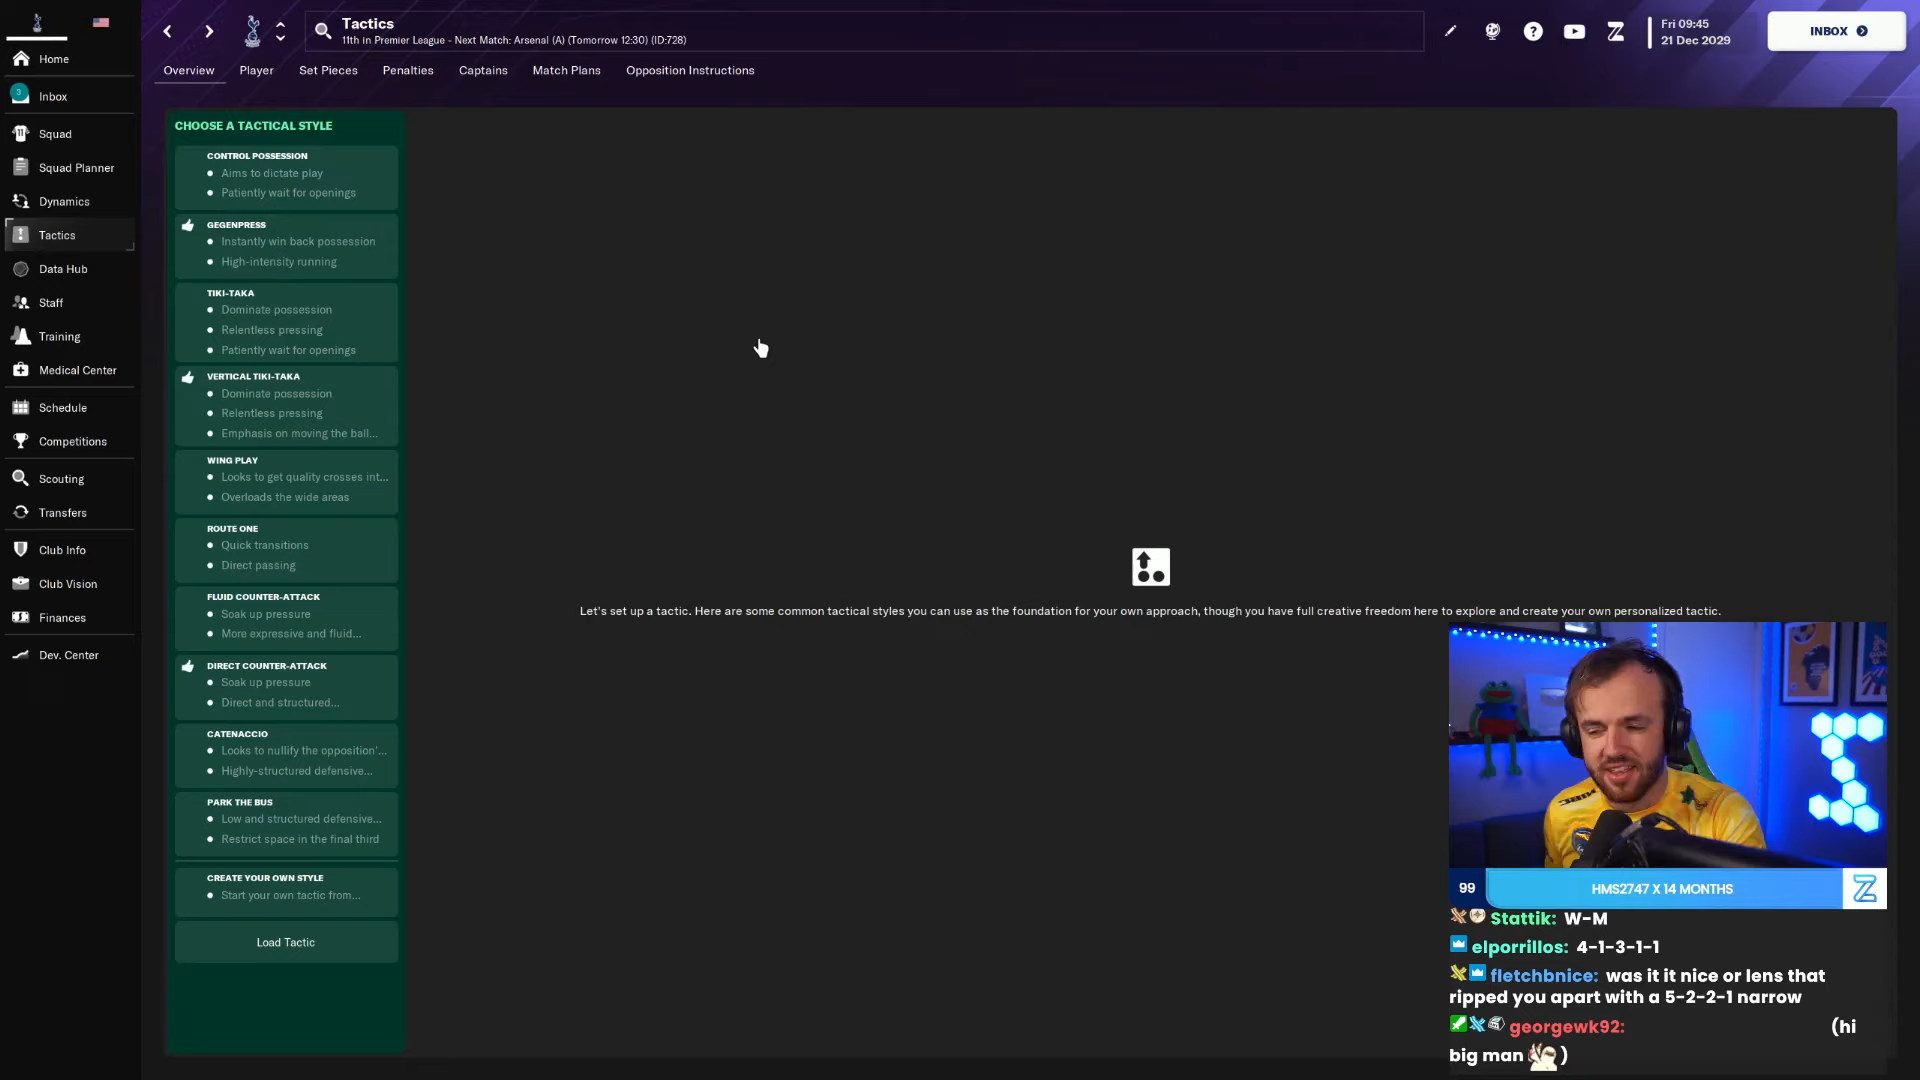 Tactics
11th in Premier League - Next Match: Arsenal (A) (Tomorrow 12:30) (ID:728)
Fri 09:45
21 Dec 2029
INBOX
Overview
Player
Set Pieces
Penalties
Captains
Match Plans
Opposition Instructions
Home
3
Inbox
Squad
Squad Planner
Dynamics
Tactics
Data Hub
Staff
Training
Medical Center
Schedule
Competitions
Scouting
Transfers
Club Info
Club Vision
Finances
Dev. Center
CHOOSE A TACTICAL STYLE
CONTROL POSSESSION
Aims to dictate play
Patiently wait for openings
GEGENPRESS
Instantly win back possession
High-intensity running
TIKI-TAKA
Dominate possession
Relentless pressing
Patiently wait for openings
VERTICAL TIKI-TAKA
Dominate possession
Relentless pressing
Emphasis on moving the ball...
WING PLAY
Looks to get quality crosses int...
Overloads the wide areas
ROUTE ONE
Quick transitions
Direct passing
FLUID COUNTER-ATTACK
Soak up pressure
More expressive and fluid...
DIRECT COUNTER-ATTACK
Soak up pressure
Direct and structured...
CATENACCIO
Looks to nullify the opposition'...
Highly-structured defensive...
PARK THE BUS
Low and structured defensive...
Restrict space in the final third
CREATE YOUR OWN STYLE
Start your own tactic from...
Load Tactic
Let's set up a tactic. Here are some common tactical styles you can use as the foundation for your own approach, though you have full creative freedom here to explore and create your own personalized tactic.
99
HMS2747 X 14 MONTHS
Stattik: W-M
elporrillos: 4-1-3-1-1
fletchbnice: was it it nice or lens that
ripped you apart with a 5-2-2-1 narrow
georgewk92: (hi
big man )